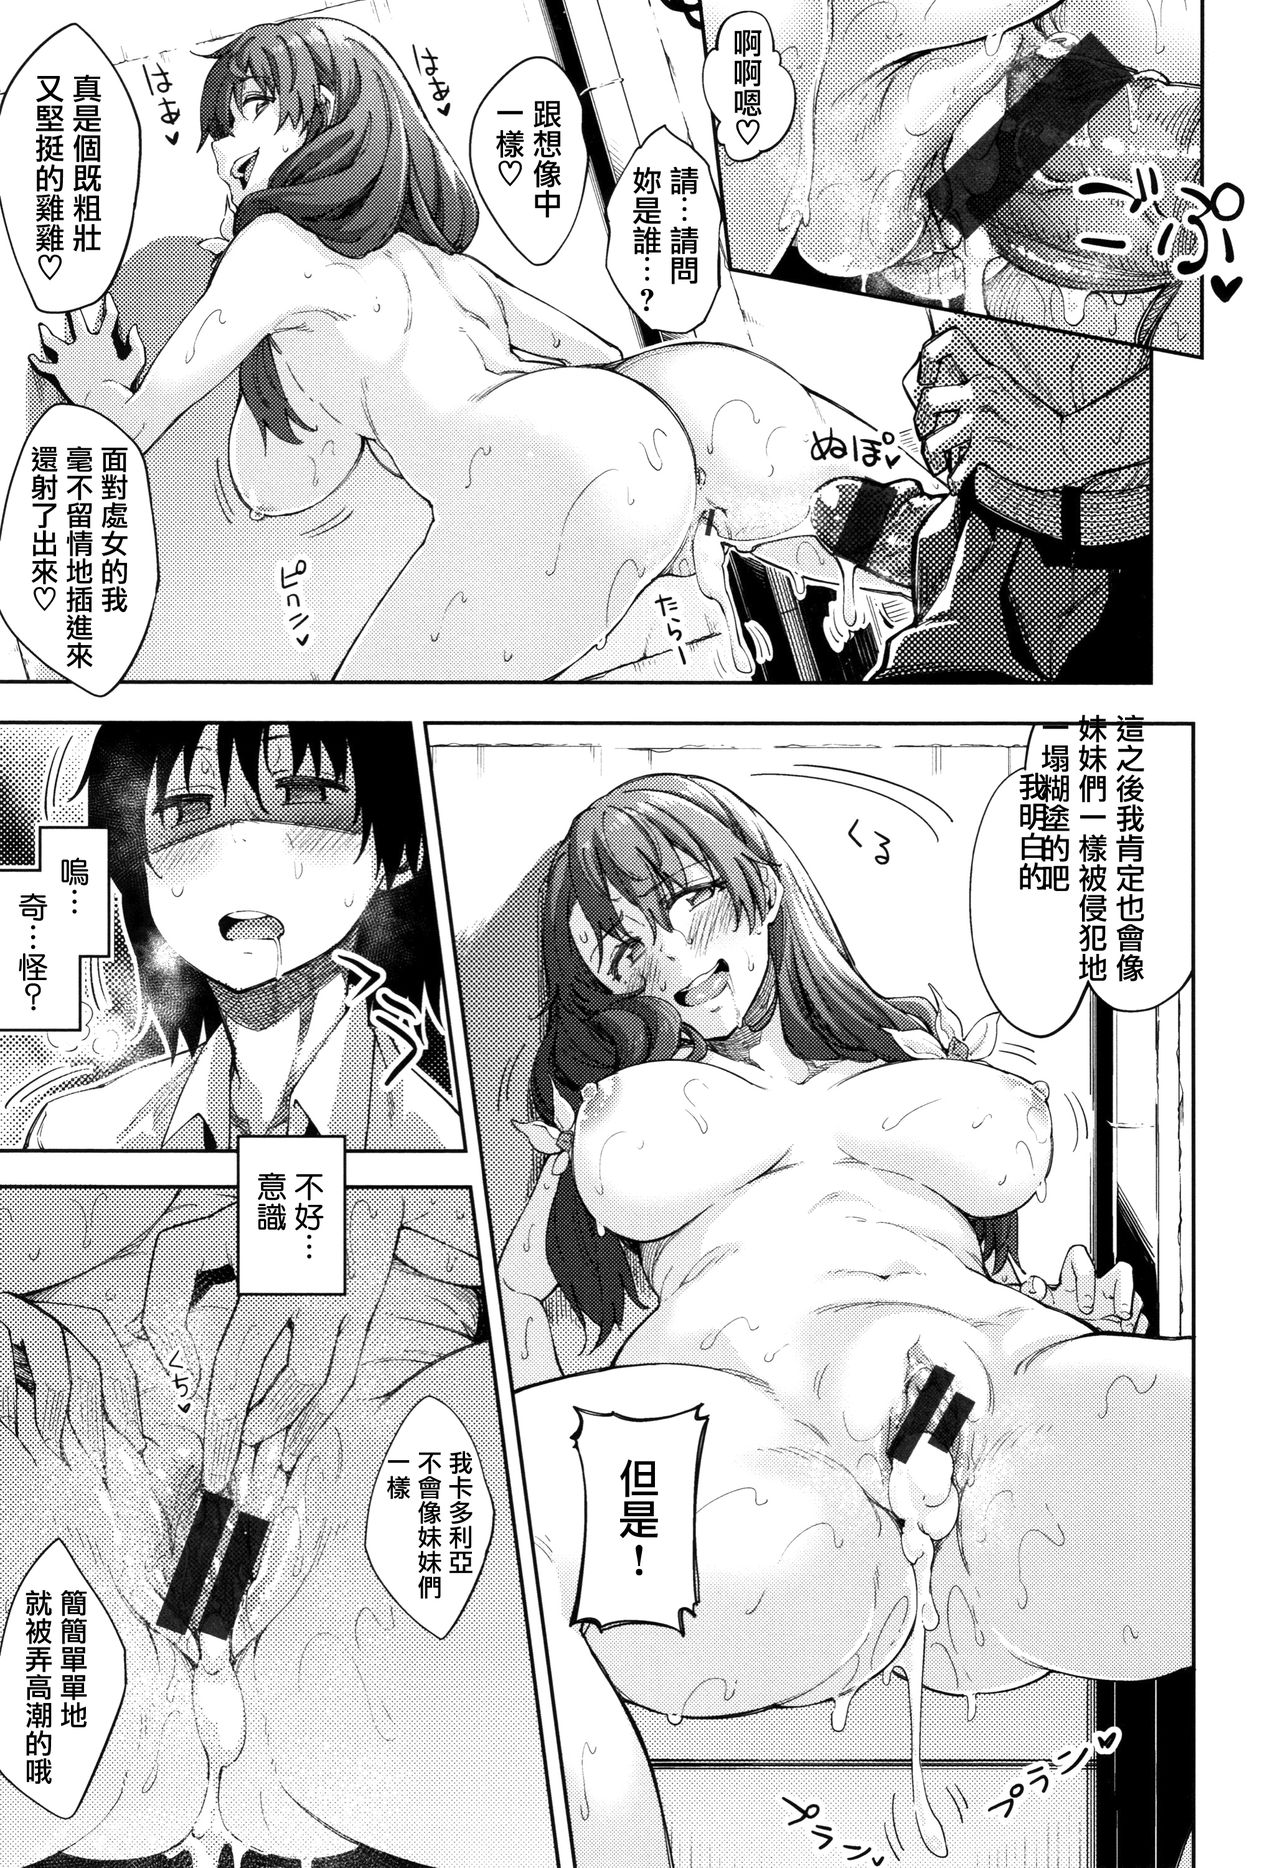 啊啊嗯♡
ぶぷー
請…請問
妳是誰…?
跟想像中
一樣♡
はぁ
はぁ
真是個既粗壯
又堅挺的雞雞♡
ぬぽ
たらー
ピュン
面對處女的我
毫不留情地插進來
還射了出來♡
這之後我肯定也會像
妹妹們一樣被侵犯地
一塌糊塗的吧
我明白的
くる
嗚…
奇…怪?
クラ
不好…
意識
但是!
プラン
プラン
我卡多利亞
不會像妹妹們
一樣
くち
簡簡單單地
就被弄高潮的哦